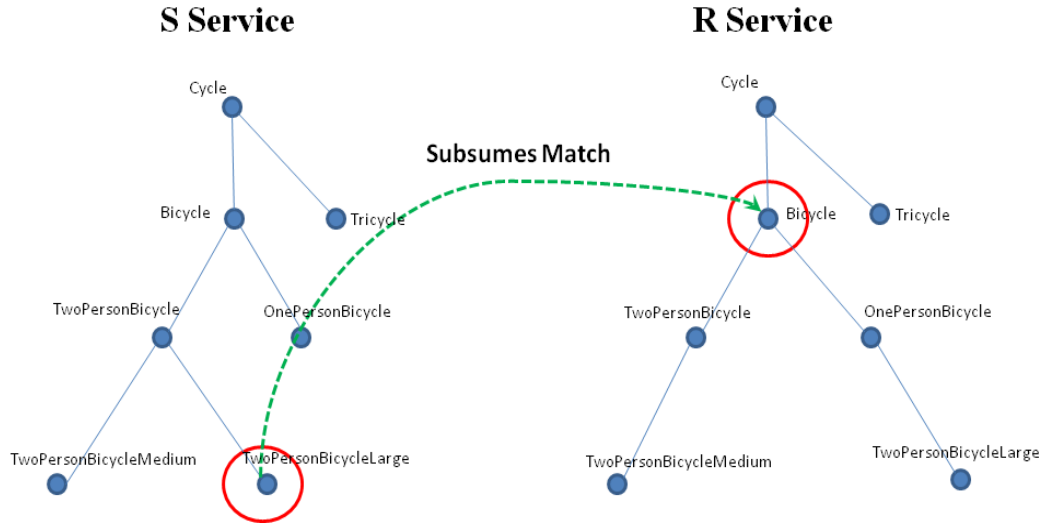 S Service
R Service
Cycle
Cycle
Subsumes Match
Bicycle
Tricycle
Bicycle
Tricycle
TwoPersonBicycle
OnePersonBicycle
TwoPersonBicycle
OnePersonBicycle
TwoPersonBicycleMedium
TwoPersonBicycleLarge
TwoPersonBicycleMedium
TwoPersonBicycleLarge